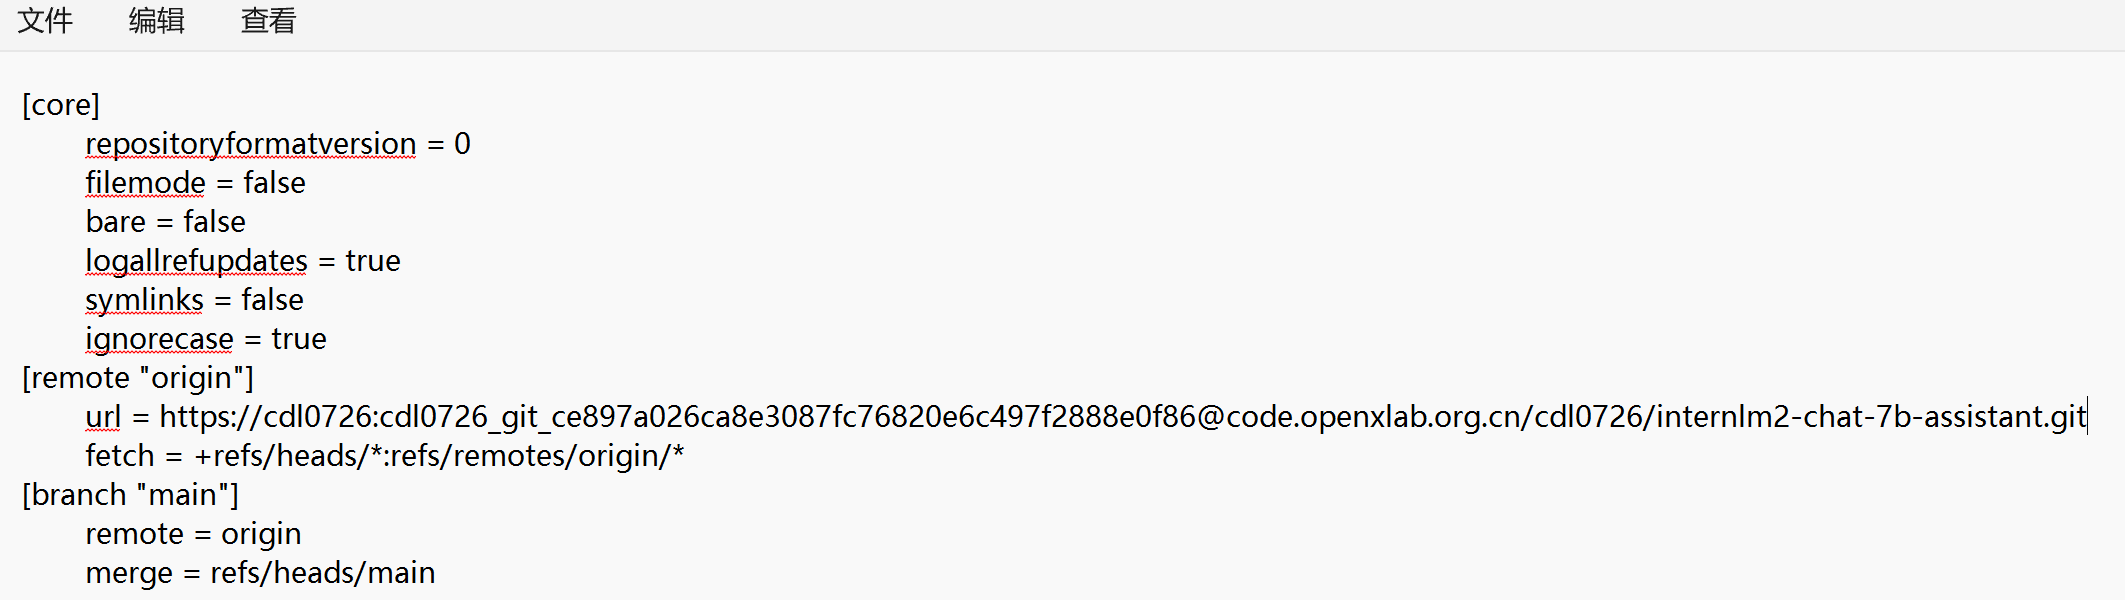 文件 编辑 查看
[core]
repositoryformatversion = 0
filemode = false
bare = false
logallrefupdates = true
symlinks = false
ignorecase = true
[remote "origin"]
url = https://cdl0726:cdl0726_git_ce897a026ca8e3087fc76820e6c497f2888e0f86@code.openxlab.org.cn/cdl0726/internlm2-chat-7b-assistant.git
fetch = +refs/heads/*:refs/remotes/origin/*
[branch "main"]
remote = origin
merge = refs/heads/main